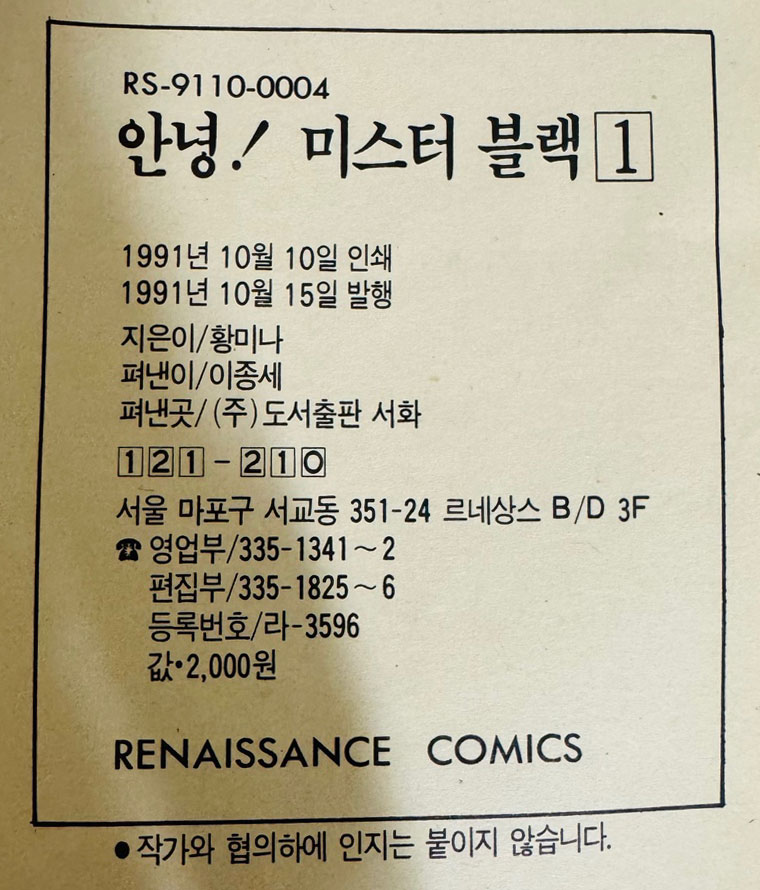 RS-9110-0004
안녕! 미스터 블랙 1
1991년 10월 10일 인쇄
1991년 10월 15일 발행
지은이/황미나
펴낸이/이종세
펴낸곳/(주)도서출판 서화
121-210
서울 마포구 서교동 351-24 르네상스 B/D 3F
☎ 영업부/335-1341~2
편집부/335-1825~6
등록번호/라-3596
값•2,000원
RENAISSANCE COMICS
● 작가와 협의하에 인지는 붙이지 않습니다.